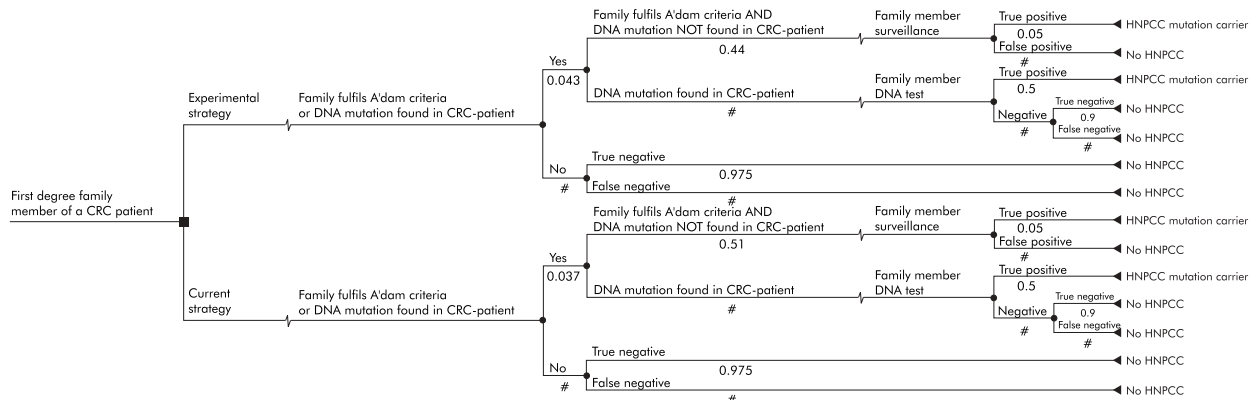 Family fulfils A'dam criteria AND
DNA mutation NOT found in CRC-patient
0.44
Family member
surveillance
True positive
0.05
False positive
#
HNPCC mutation carrier
No HNPCC
Yes
0.043
DNA mutation found in CRC-patient
#
Family member
DNA test
True positive
0.5
Negative
#
HNPCC mutation carrier
True negative
0.9
False negative
#
No HNPCC
No HNPCC
Experimental
strategy
Family fulfils A'dam criteria
or DNA mutation found in CRC-patient
No
#
True negative
0.975
False negative
#
No HNPCC
No HNPCC
First degree family
member of a CRC patient
Family fulfils A'dam criteria AND
DNA mutation NOT found in CRC-patient
0.51
Family member
surveillance
True positive
0.05
False positive
#
HNPCC mutation carrier
No HNPCC
Yes
0.037
DNA mutation found in CRC-patient
#
Family member
DNA test
True positive
0.5
Negative
#
HNPCC mutation carrier
True negative
0.9
False negative
#
No HNPCC
No HNPCC
Current
strategy
Family fulfils A'dam criteria
or DNA mutation found in CRC-patient
No
#
True negative
0.975
False negative
#
No HNPCC
No HNPCC